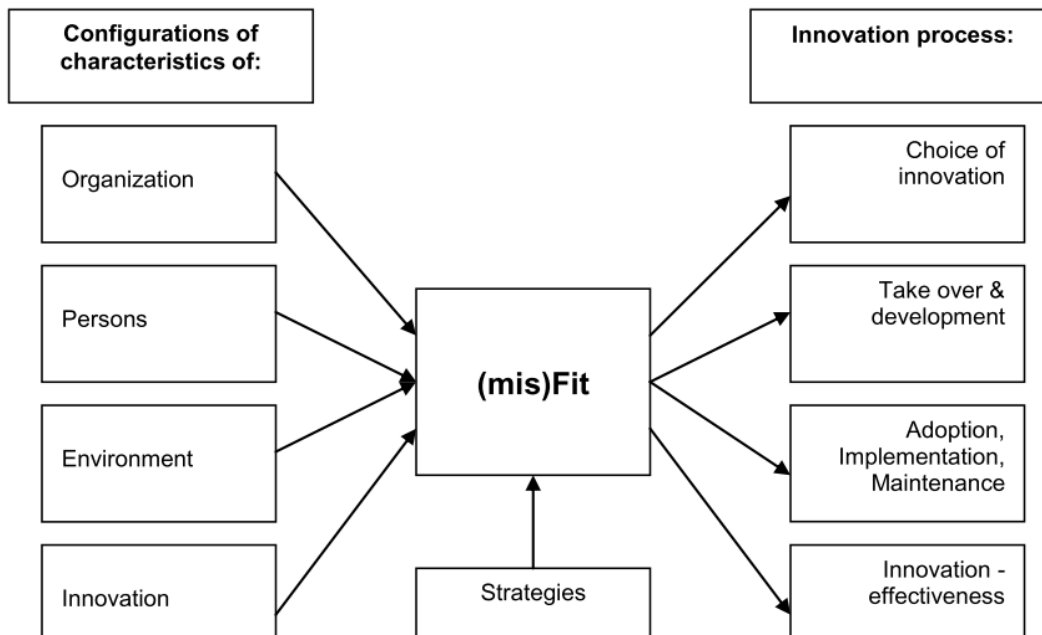 Configurations of
characteristics of:
Innovation process:
Organization
Persons
Environment
Innovation
(mis)Fit
Strategies
Choice of
innovation
Take over &
development
Adoption,
Implementation,
Maintenance
Innovation -
effectiveness